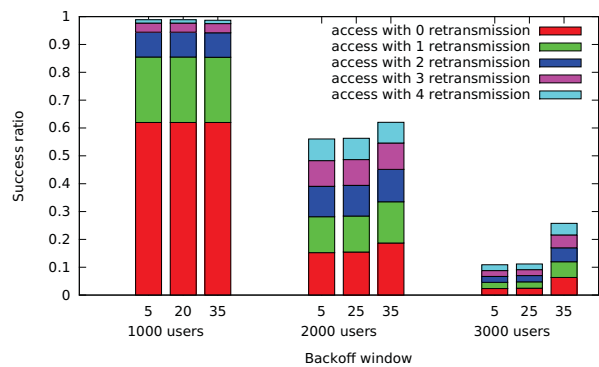 1
0.9
0.8
0.7
0.6
0.5
0.4
0.3
0.2
0.1
0
Success ratio
access with 0 retransmission
access with 1 retransmission
access with 2 retransmission
access with 3 retransmission
access with 4 retransmission
5 20 35 5 25 35 5 25 35
1000 users 2000 users 3000 users
Backoff window